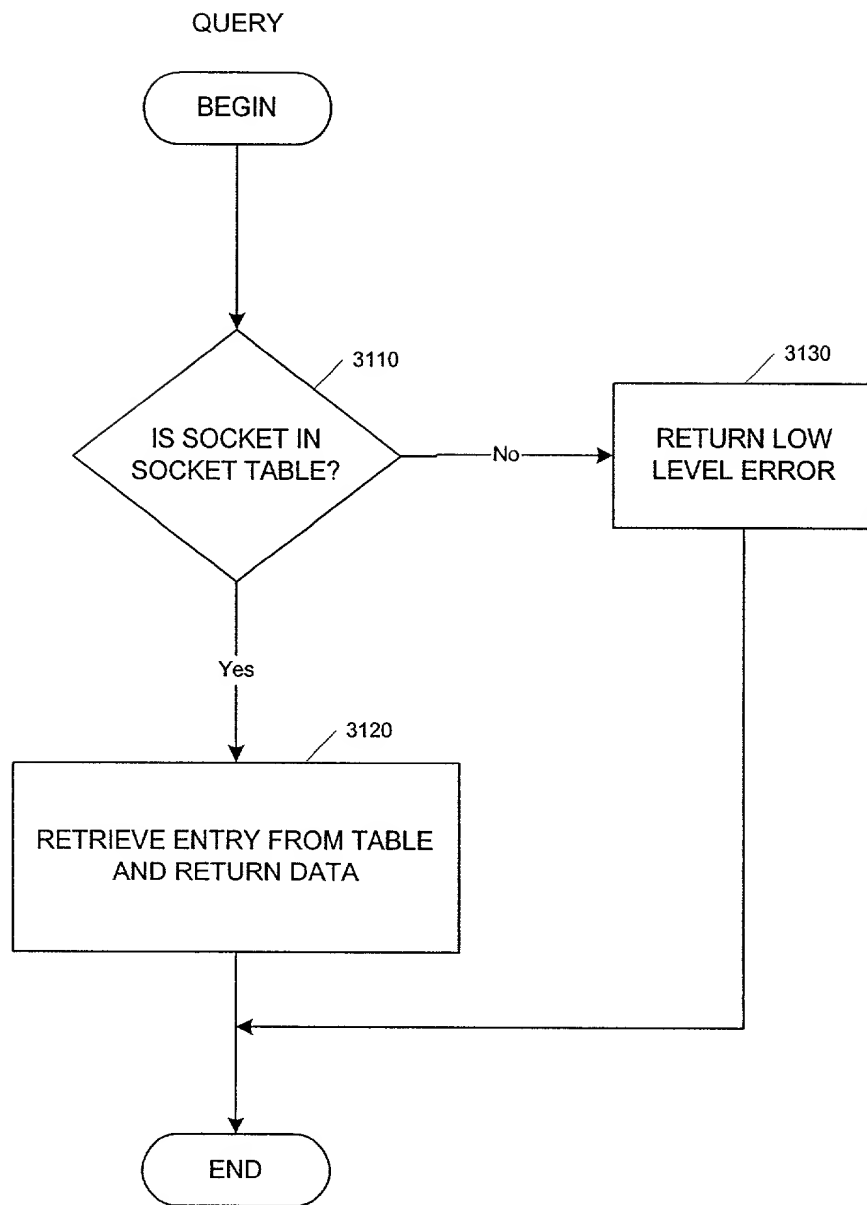 QUERY
BEGIN
3110
IS SOCKET IN
SOCKET TABLE?
No
3130
RETURN LOW
LEVEL ERROR
Yes
3120
RETRIEVE ENTRY FROM TABLE
AND RETURN DATA
END